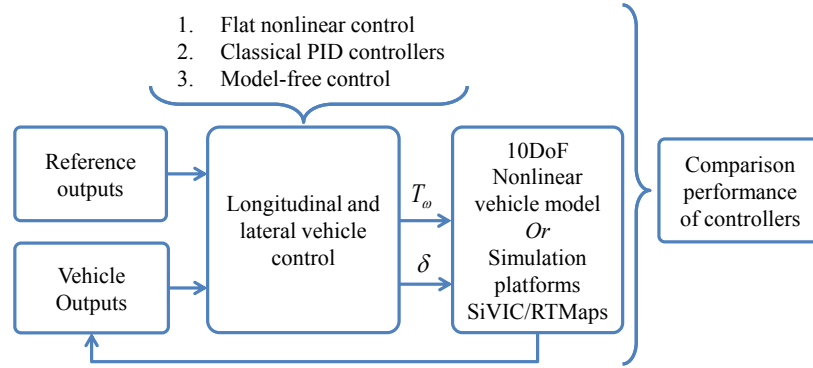 1. Flat nonlinear control
2. Classical PID controllers
3. Model-free control
Reference
outputs
Vehicle
Outputs
Longitudinal and
lateral vehicle
control
T_ω
δ
10DoF
Nonlinear
vehicle model
Or
Simulation
platforms
SiVIC/RTMaps
Comparison
performance
of controllers